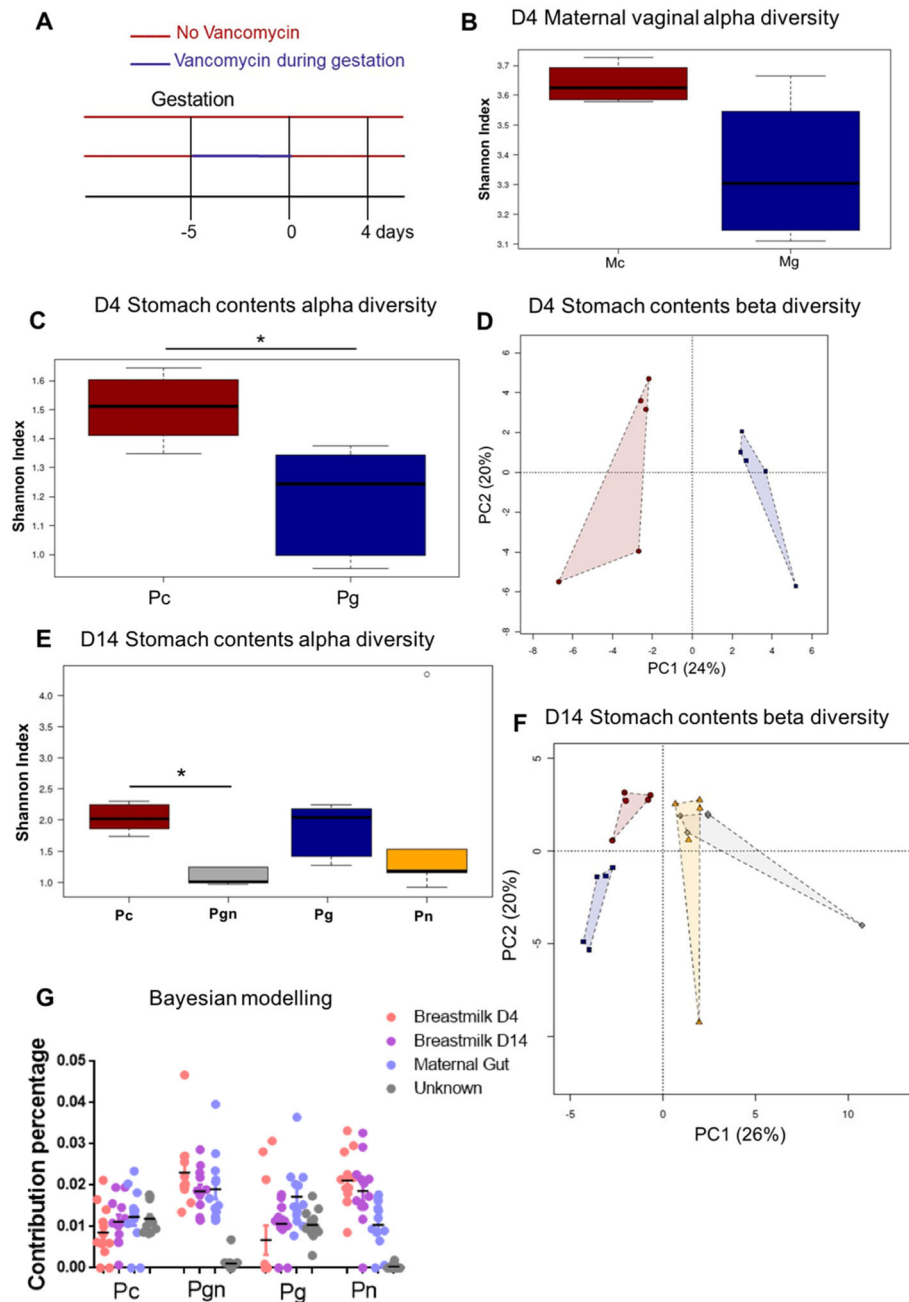 A
No Vancomycin
Vancomycin during gestation
Gestation
-5 0 4 days
B
D4 Maternal vaginal alpha diversity
Shannon Index
3.7
3.6
3.5
3.4
3.3
3.2
3.1
Mc Mg
C
D4 Stomach contents alpha diversity
*
Shannon Index
1.6
1.5
1.4
1.3
1.2
1.1
1.0
Pc Pg
D
D4 Stomach contents beta diversity
PC2 (20%)
6
4
2
0
-2
-4
-6
-8
-8 -6 -4 -2 0 2 4 6
PC1 (24%)
E
D14 Stomach contents alpha diversity
*
Shannon Index
4.0
3.5
3.0
2.5
2.0
1.5
1.0
Pc Pgn Pg Pn
F
D14 Stomach contents beta diversity
PC2 (20%)
5
0
-5
-5 0 5 10
PC1 (26%)
G
Bayesian modelling
Breastmilk D4
Breastmilk D14
Maternal Gut
Unknown
Contribution percentage
0.05
0.04
0.03
0.02
0.01
0.00
Pc Pgn Pg Pn